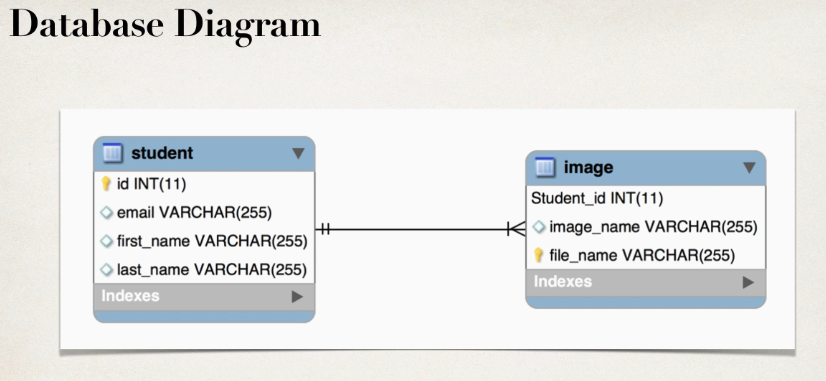 Database Diagram
student
id INT(11)
email VARCHAR(255)
first_name VARCHAR(255)
last_name VARCHAR(255)
Indexes
image
Student_id INT(11)
image_name VARCHAR(255)
file_name VARCHAR(255)
Indexes